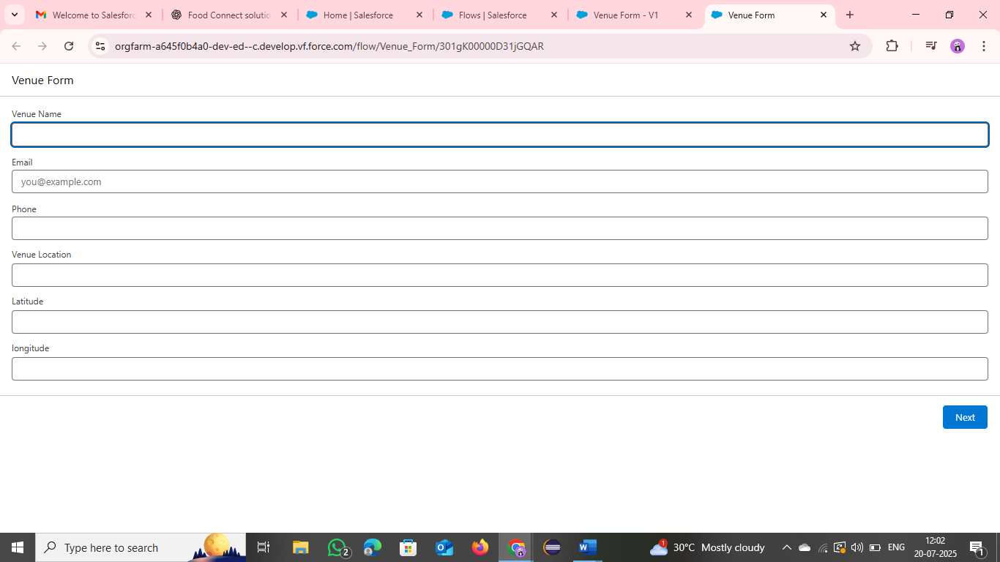 Welcome to Salesforc
Food Connect solutio
Home | Salesforce
Flows | Salesforce
Venue Form - V1
Venue Form
orgfarm-a645f0b4a0-dev-ed--c.develop.vf.force.com/flow/Venue_Form/301gK00000D31jGQAR
Venue Form
Venue Name
Email
you@example.com
Phone
Venue Location
Latitude
longitude
Next
Type here to search
2
1
30°C Mostly cloudy
ENG
12:02
20-07-2025
1